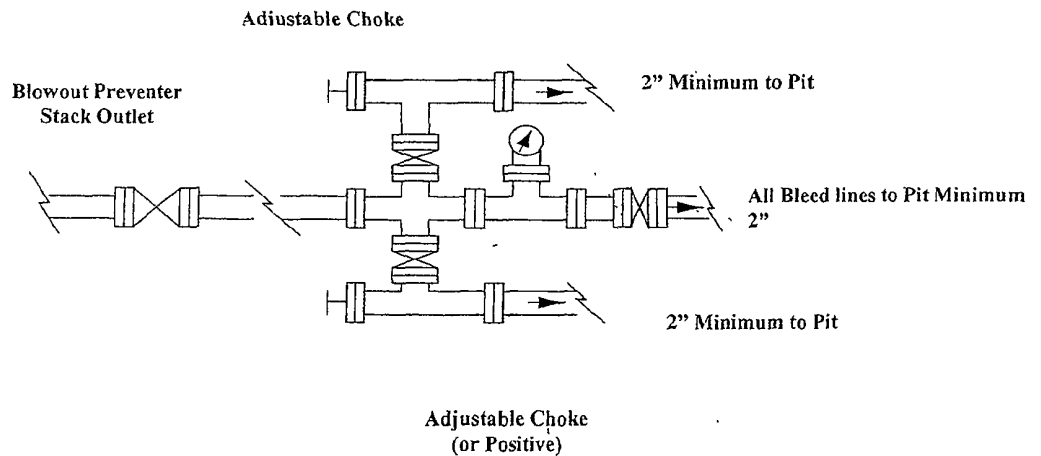 Adiustable Choke
2” Minimum to Pit
Blowout Preventer
Stack Outlet
All Bleed lines to Pit Minimum
2”
2” Minimum to Pit
Adjustable Choke
(or Positive)